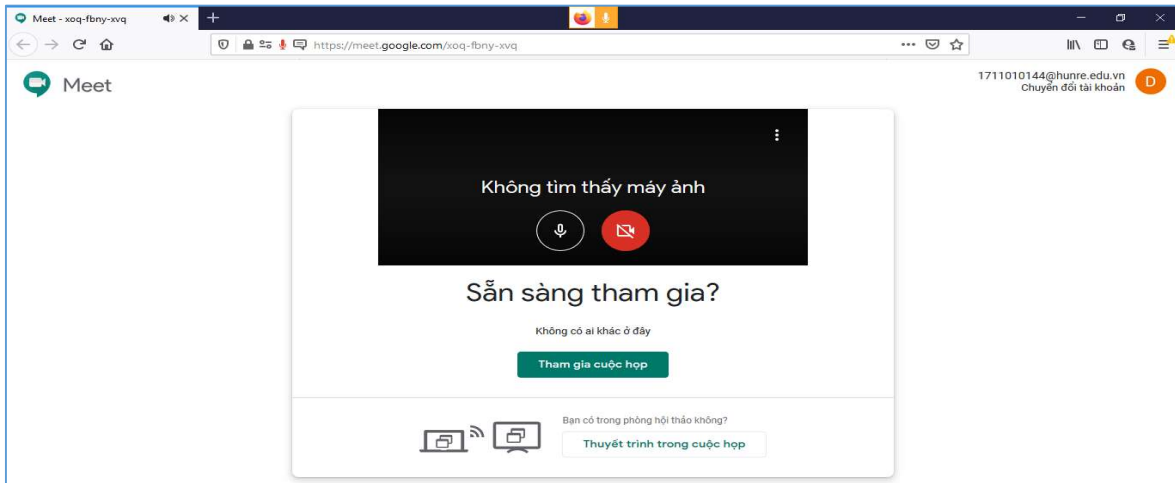 Meet - xoq-fbny-xvq
https://meet.google.com/xoq-fbny-xvq
Meet
1711010144@hunre.edu.vn
Chuyển đổi tài khoản
D
Không tìm thấy máy ảnh
Sẵn sàng tham gia?
Không có ai khác ở đây
Tham gia cuộc họp
Bạn có trong phòng hội thảo không?
Thuyết trình trong cuộc họp